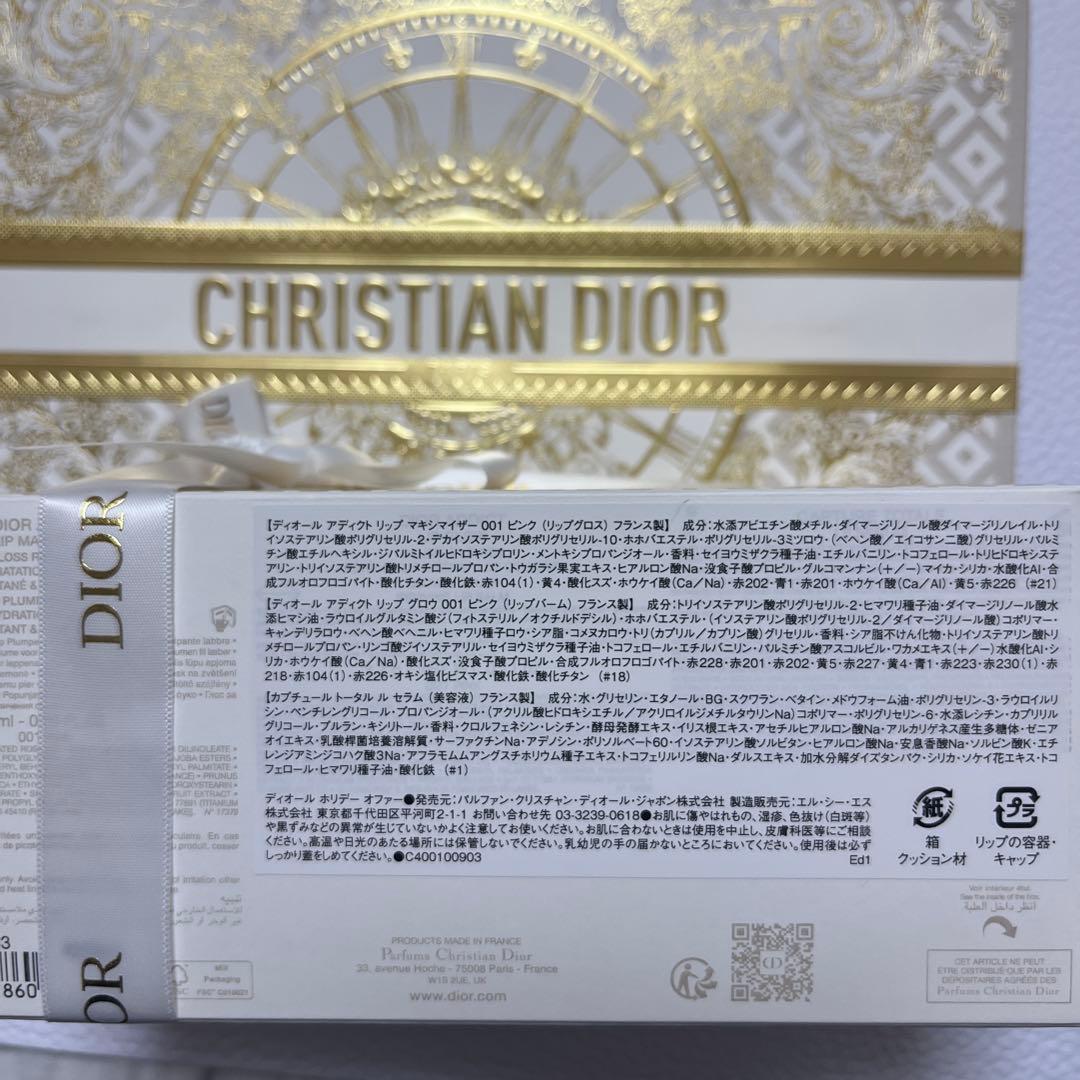 CHRISTIAN DIOR
【ディオール アディクト リップ マキシマイザー 001 ピンク (リップグロス) フランス製】 成分:水添アビエチン酸メチル・ダイマージリノール酸ダイマージリノレイル・トリ
イソステアリン酸ポリグリセリル-2・デカイソステアリン酸ポリグリセリル-10・ホホバエステル・ポリグリセリル-3ミツロウ・(ベヘン酸/エイコサン二酸)グリセリル・パルミ
チン酸エチルヘキシル・ジパルミトイルヒドロキシプロリン・メントキシプロパンジオール・香料・セイヨウミザクラ種子油・エチルバニリン・トコフェロール・トリヒドロキシステ
アリン・トリイソステアリン酸トリメチロールプロパン・トウガラシ果実エキス・ヒアルロン酸Na・没食子酸プロピル・グルコマンナン(+/-)マイカ・シリカ・水酸化Al・合
成フルオロフロゴパイト・酸化チタン・酸化鉄・赤104(1)・黄4・酸化スズ・ホウケイ酸(Ca/Na)・赤202・青1・赤201・ホウケイ酸(Ca/Al)・黄5・赤226 (#21)
【ディオール アディクト リップ グロウ 001 ピンク (リップバーム) フランス製】 成分:トリイソステアリン酸ポリグリセリル-2・ヒマワリ種子油・ダイマージリノール酸水
添ヒマシ油・ラウロイルグルタミン酸ジ(フィトステリル/オクチルドデシル)・ホホバエステル・(イソステアリン酸ポリグリセリル-2/ダイマージリノール酸)コポリマー・
キャンデリラロウ・ベヘン酸ベヘニル・ヒマワリ種子ロウ・シア脂・コメヌカロウ・トリ(カプリル/カプリン酸)グリセリル・香料・シア脂不けん化物・トリイソステアリン酸トリ
メチロールプロパン・リンゴ酸ジイソステアリル・セイヨウミザクラ種子油・トコフェロール・エチルバニリン・パルミチン酸アスコルビル・ワカメエキス(+/-)水酸化Al・シ
リカ・ホウケイ酸(Ca/Na)・酸化スズ・没食子酸プロピル・合成フルオロフロゴパイト・赤228・赤201・赤202・黄5・赤227・黄4・青1・赤223・赤230(1)・赤
218・赤104(1)・赤226・オキシ塩化ビスマス・酸化鉄・酸化チタン (#18)
【カプチュール トータル ル セラム (美容液) フランス製】 成分:水・グリセリン・エタノール・BG・スクワラン・ベタイン・メドウフォーム油・ポリグリセリン-3・ラウロイルリ
シン・ペンチレングリコール・プロパンジオール・(アクリル酸ヒドロキシエチル/アクリロイルジメチルタウリンNa)コポリマー・ポリグリセリン-6・水添レシチン・カプリリル
グリコール・プルラン・キシリトール・香料・クロルフェネシン・レシチン・酵母発酵エキス・イリス根エキス・アセチルヒアルロン酸Na・アルカリゲネス産生多糖体・ゼニア
オイエキス・乳酸桿菌培養溶解質・サーファクチンNa・アデノシン・ポリソルベート60・イソステアリン酸ソルビタン・ヒアルロン酸Na・安息香酸Na・ソルビン酸K・エ
チレンジアミンジコハク酸3Na・アフラモムムアングスチホリウム種子エキス・トコフェリルリン酸Na・ダルスエキス・加水分解ダイズタンパク・シリカ・ソケイ花エキス・トコ
フェロール・ヒマワリ種子油・酸化鉄 (#1)
ディオール ホリデー オファー●発売元:パルファン・クリスチャン・ディオール・ジャポン株式会社 製造販売元:エル・シー・エス
株式会社 東京都千代田区平河町2-1-1 お問い合わせ先 03-3239-0618●お肌に傷やはれもの、湿疹、色抜け(白斑等)
や黒ずみなどの異常が生じていないかよく注意してお使いください。お肌に合わないときは使用を中止し、皮膚科医等にご相談
ください。高温や日光のあたる場所には保管しないでください。乳幼児の手の届かないところにおいてください。使用後は必ず
しっかり蓋をしめてください。●C400100903
Ed1
紙
箱
クッション材
プラ
リップの容器・
キャップ
DIOR
PRODUCTS MADE IN FRANCE
Parfums Christian Dior
33, avenue Hoche - 75008 Paris - France
W1S 2UE, UK
www.dior.com
Voir intérieur étui.
See the inside of the box.
انظر داخل العلبة
CET ARTICLE NE PEUT
ÊTRE DISTRIBUÉ QUE PAR LES
DÉPOSITAIRES AGRÉÉS DES
Parfums Christian Dior
MIX
Packaging
860